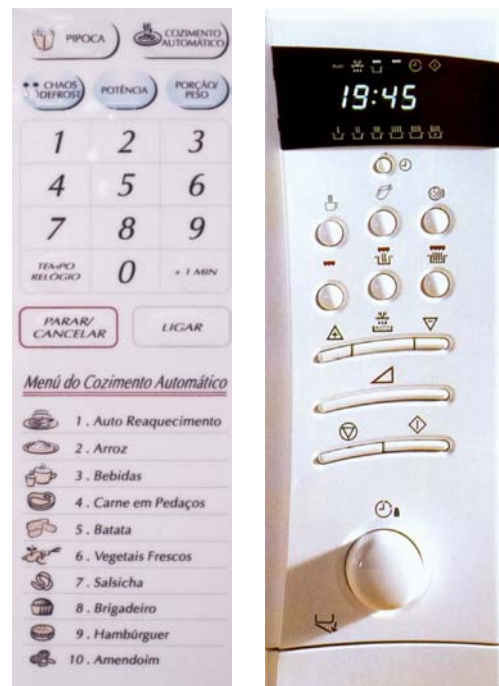 PIPOCA
COZIMENTO
AUTOMÁTICO
CHAOS
DEFROST
POTÊNCIA
PORÇÃO/
PESO
1 2 3
4 5 6
7 8 9
TEMPO
RELÓGIO
0
+ 1 MIN
PARAR/
CANCELAR
LIGAR
Menú do Cozimento Automático
1 . Auto Reaquecimento
2 . Arroz
3 . Bebidas
4 . Carne em Pedaços
5 . Batata
6 . Vegetais Frescos
7 . Salsicha
8 . Brigadeiro
9 . Hambúrguer
10 . Amendoim
19:45